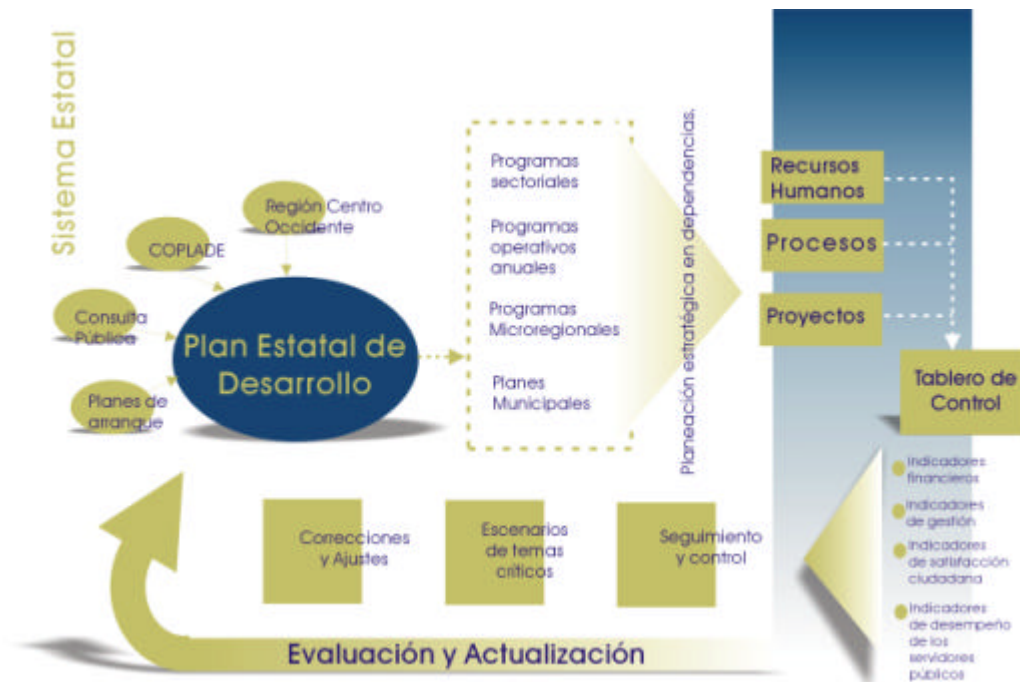 Sistema Estatal
Región Centro
Occidente
COPLADE
Consulta
Pública
Planes de
arranque
Plan Estatal de
Desarrollo
Programas
sectoriales
Programas
operativos
anuales
Programas
Microregionales
Planes
Municipales
Planeación estratégica en dependencias.
Recursos
Humanos
Procesos
Proyectos
Tablero de
Control
Indicadores
financieros
Indicadores
de gestión
Indicadores
de satisfacción
ciudadana
Indicadores
de desempeño
de los
servidores
públicos
Correcciones
y Ajustes
Escenarios
de temas
críticos
Seguimiento
y control
Evaluación y Actualización